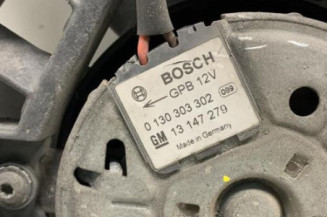 BOSCH
GPB 12V
099
0 130 303 302
GM 13 147 279
Made in Germany